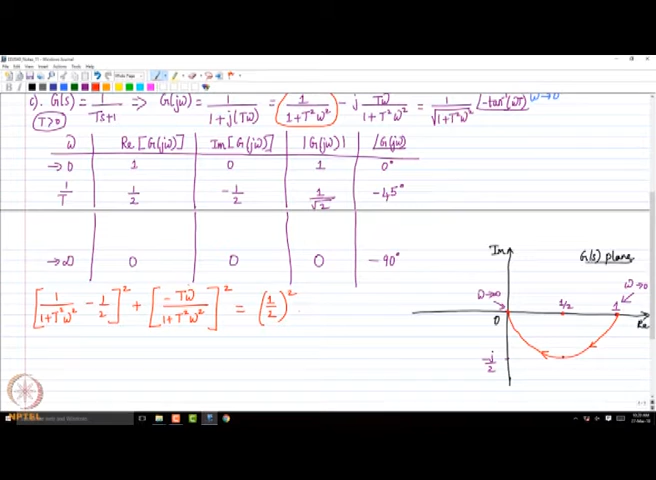 c). G(s) = 1/(Ts+1) ⟹ G(jω) = 1/(1+j(Tω)) = 1/(1+T²ω²) - j Tω/(1+T²ω²) = 1/√(1+T²ω²) ∠-tan⁻¹(ωT) ω→0
T>0
ω Re[G(jω)] Im[G(jω)] |G(jω)| ∠G(jω)
→0 1 0 1 0°
1/T 1/2 -1/2 1/√2 -45°
→∞ 0 0 0 -90°
[1/(1+T²ω²) - 1/2]² + [-Tω/(1+T²ω²)]² = (1/2)²
Im
G(s) plane
ω→∞
ω→0
0
1/2
1
Re
-j/2
NPTEL